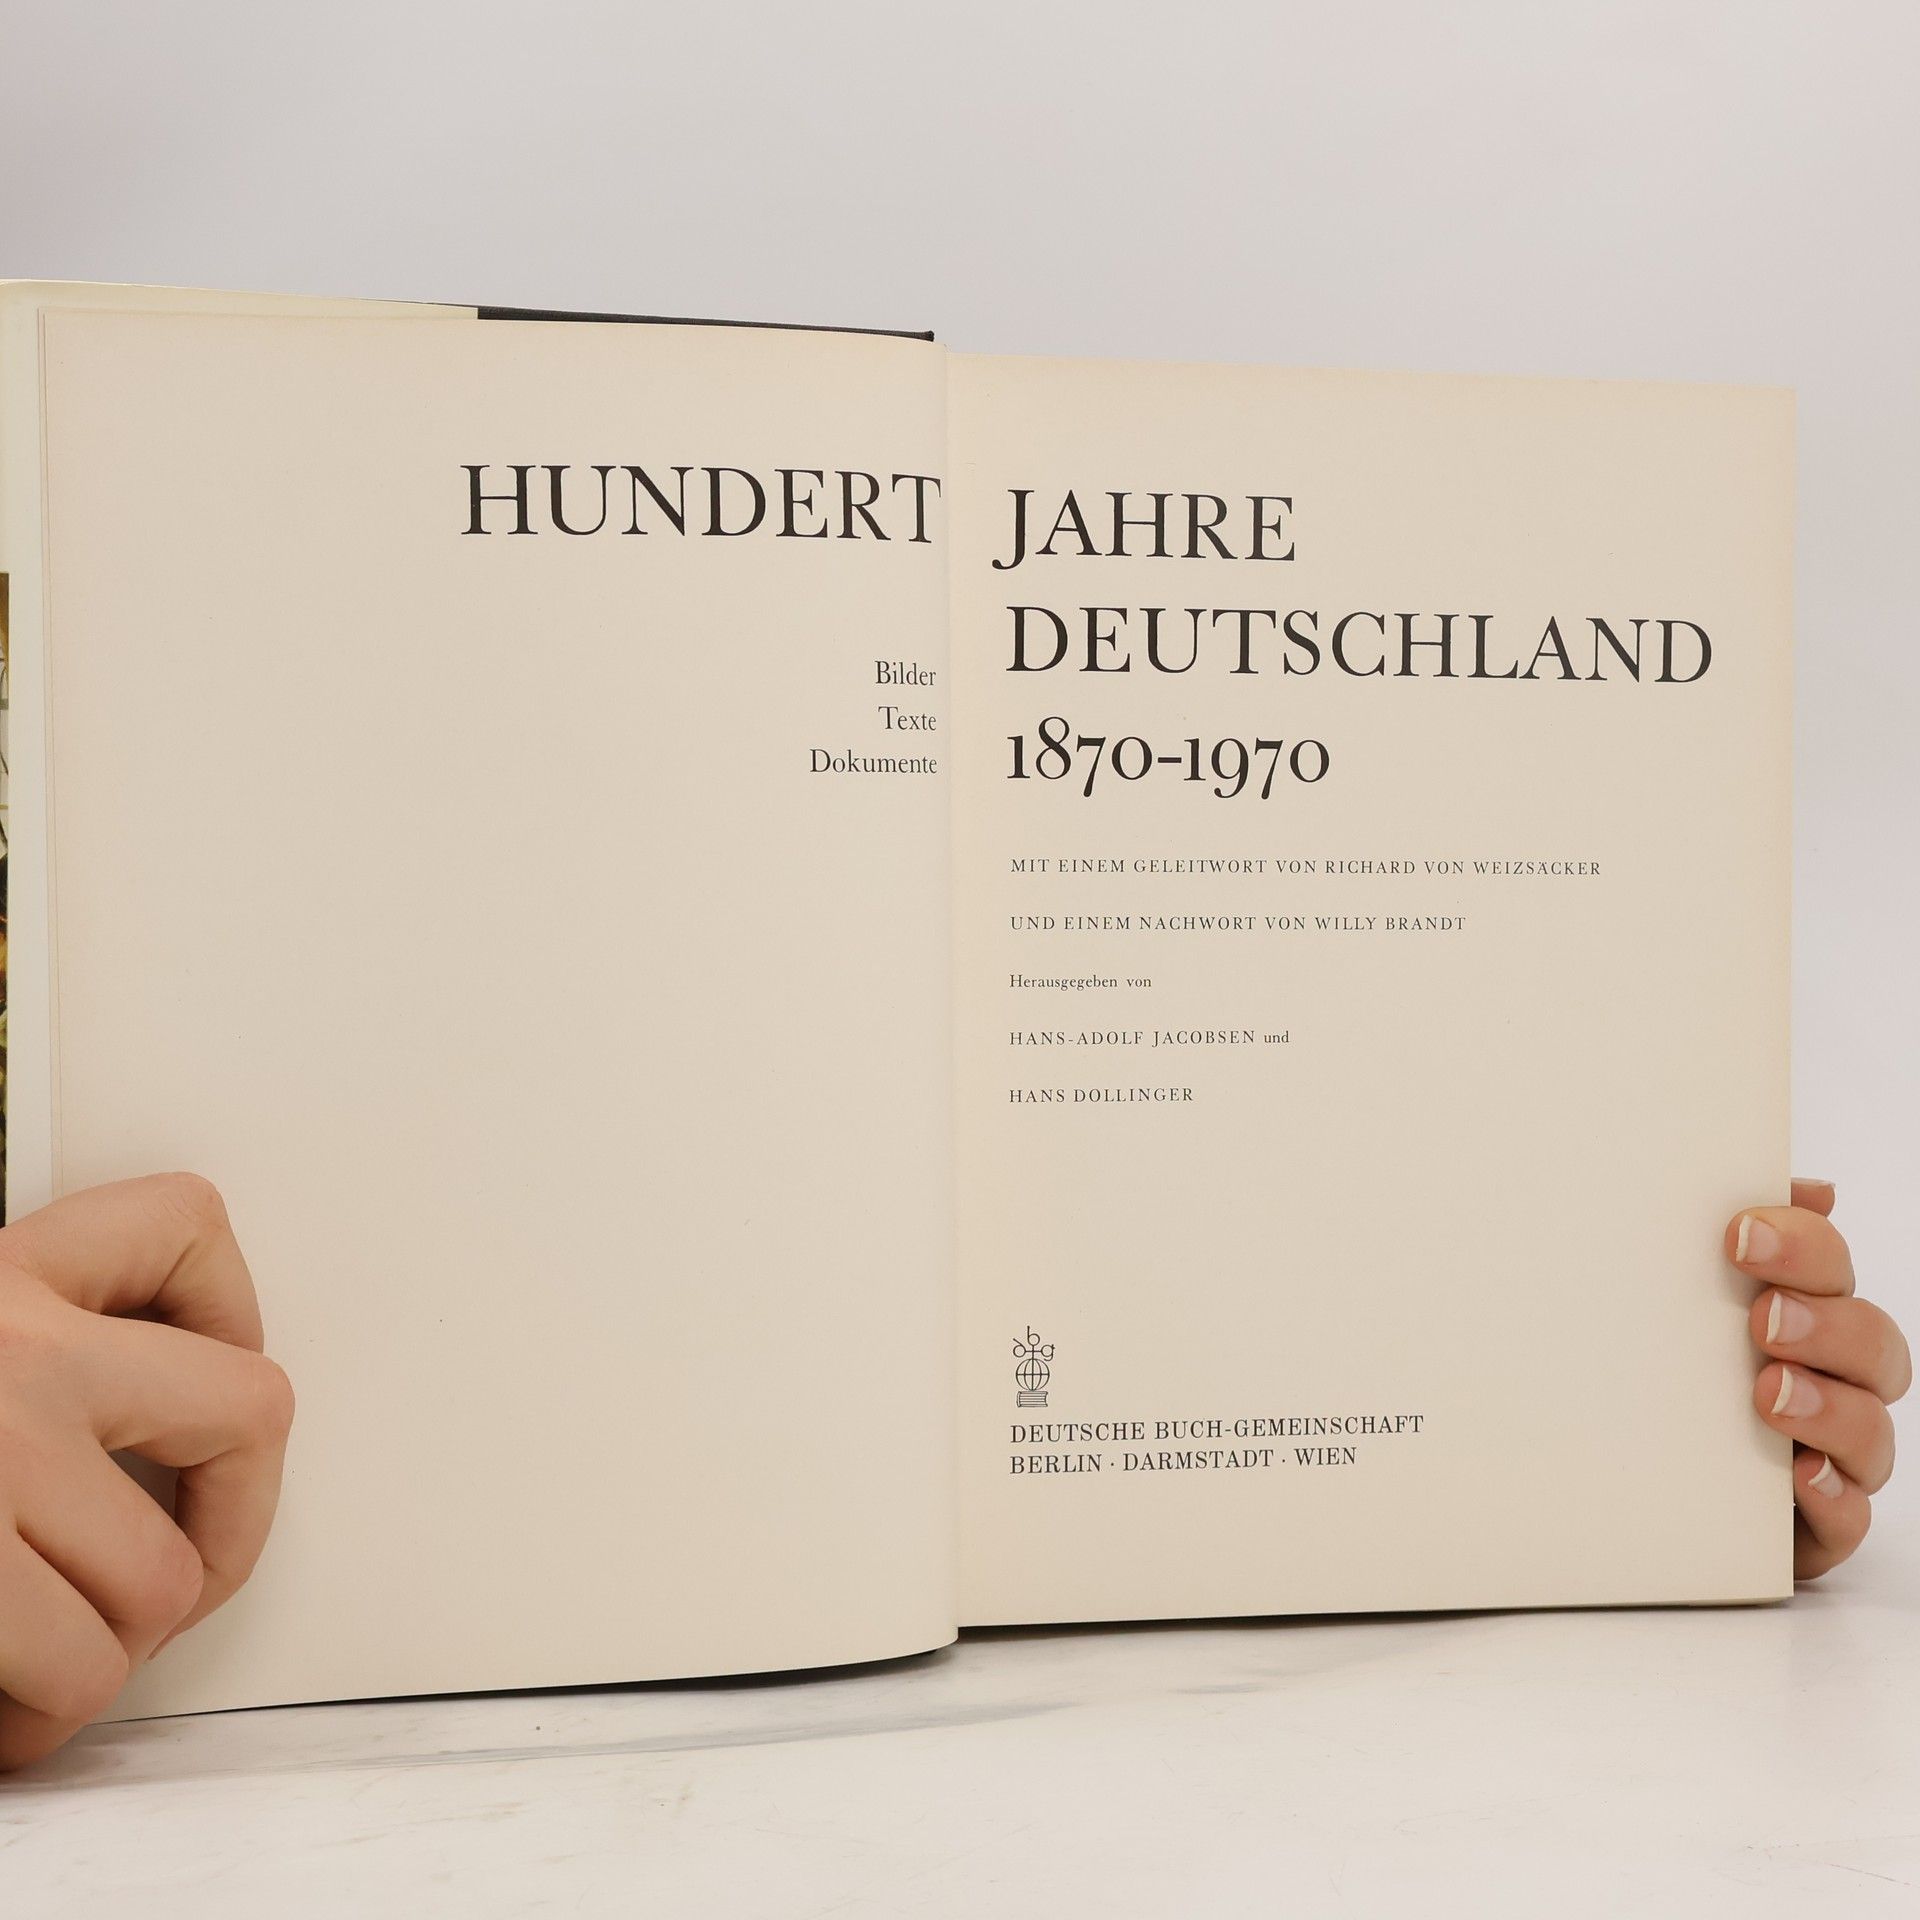 HUNDERT JAHRE
DEUTSCHLAND
1870-1970
Bilder
Texte
Dokumente
MIT EINEM GELEITWORT VON RICHARD VON WEIZSÄCKER
UND EINEM NACHWORT VON WILLY BRANDT
Herausgegeben von
HANS-ADOLF JACOBSEN und
HANS DOLLINGER
dbg
DEUTSCHE BUCH-GEMEINSCHAFT
BERLIN · DARMSTADT · WIEN